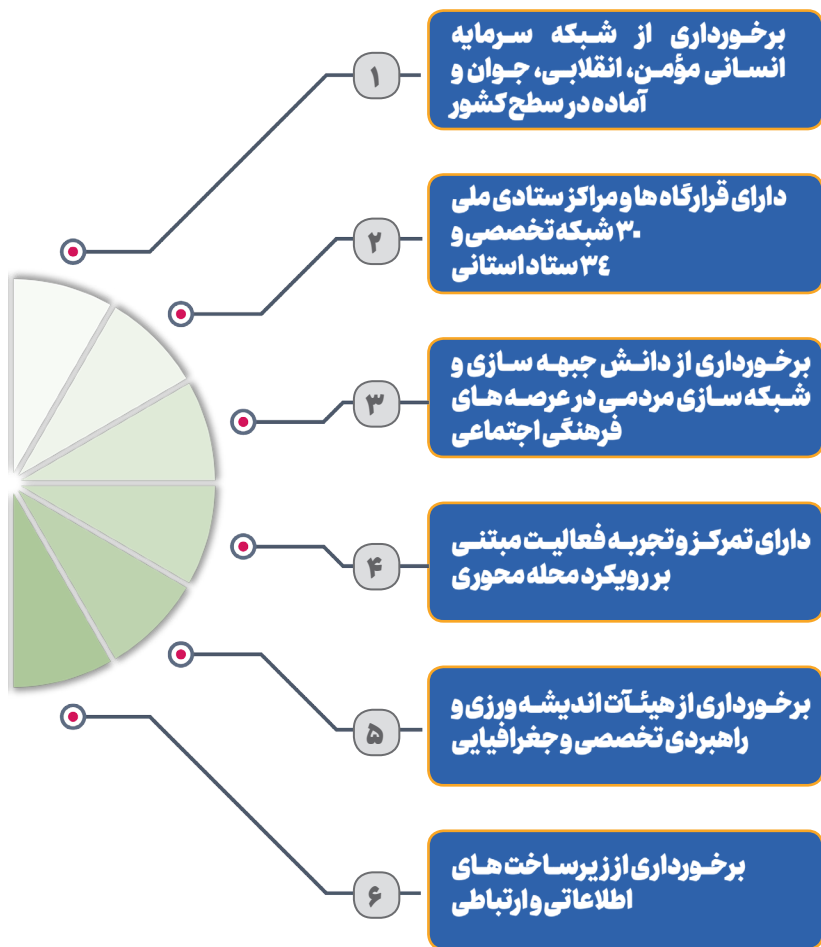 ۱
برخورداری از شبکه سرمایه
انسانی مؤمن، انقلابی، جوان و
آماده در سطح کشور
۲
دارای قرارگاه ها و مراکز ستادی ملی
۳۰ شبکه تخصصی و
۳٤ ستاد استانی
۳
برخورداری از دانش جبهه سازی و
شبکه سازی مردمی در عرصه های
فرهنگی اجتماعی
۴
دارای تمرکز و تجربه فعالیت مبتنی
بر رویکرد محله محوری
۵
برخورداری از هیئآت اندیشه ورزی و
راهبردی تخصصی و جغرافیایی
۶
برخورداری از زیرساخت های
اطلاعاتی و ارتباطی